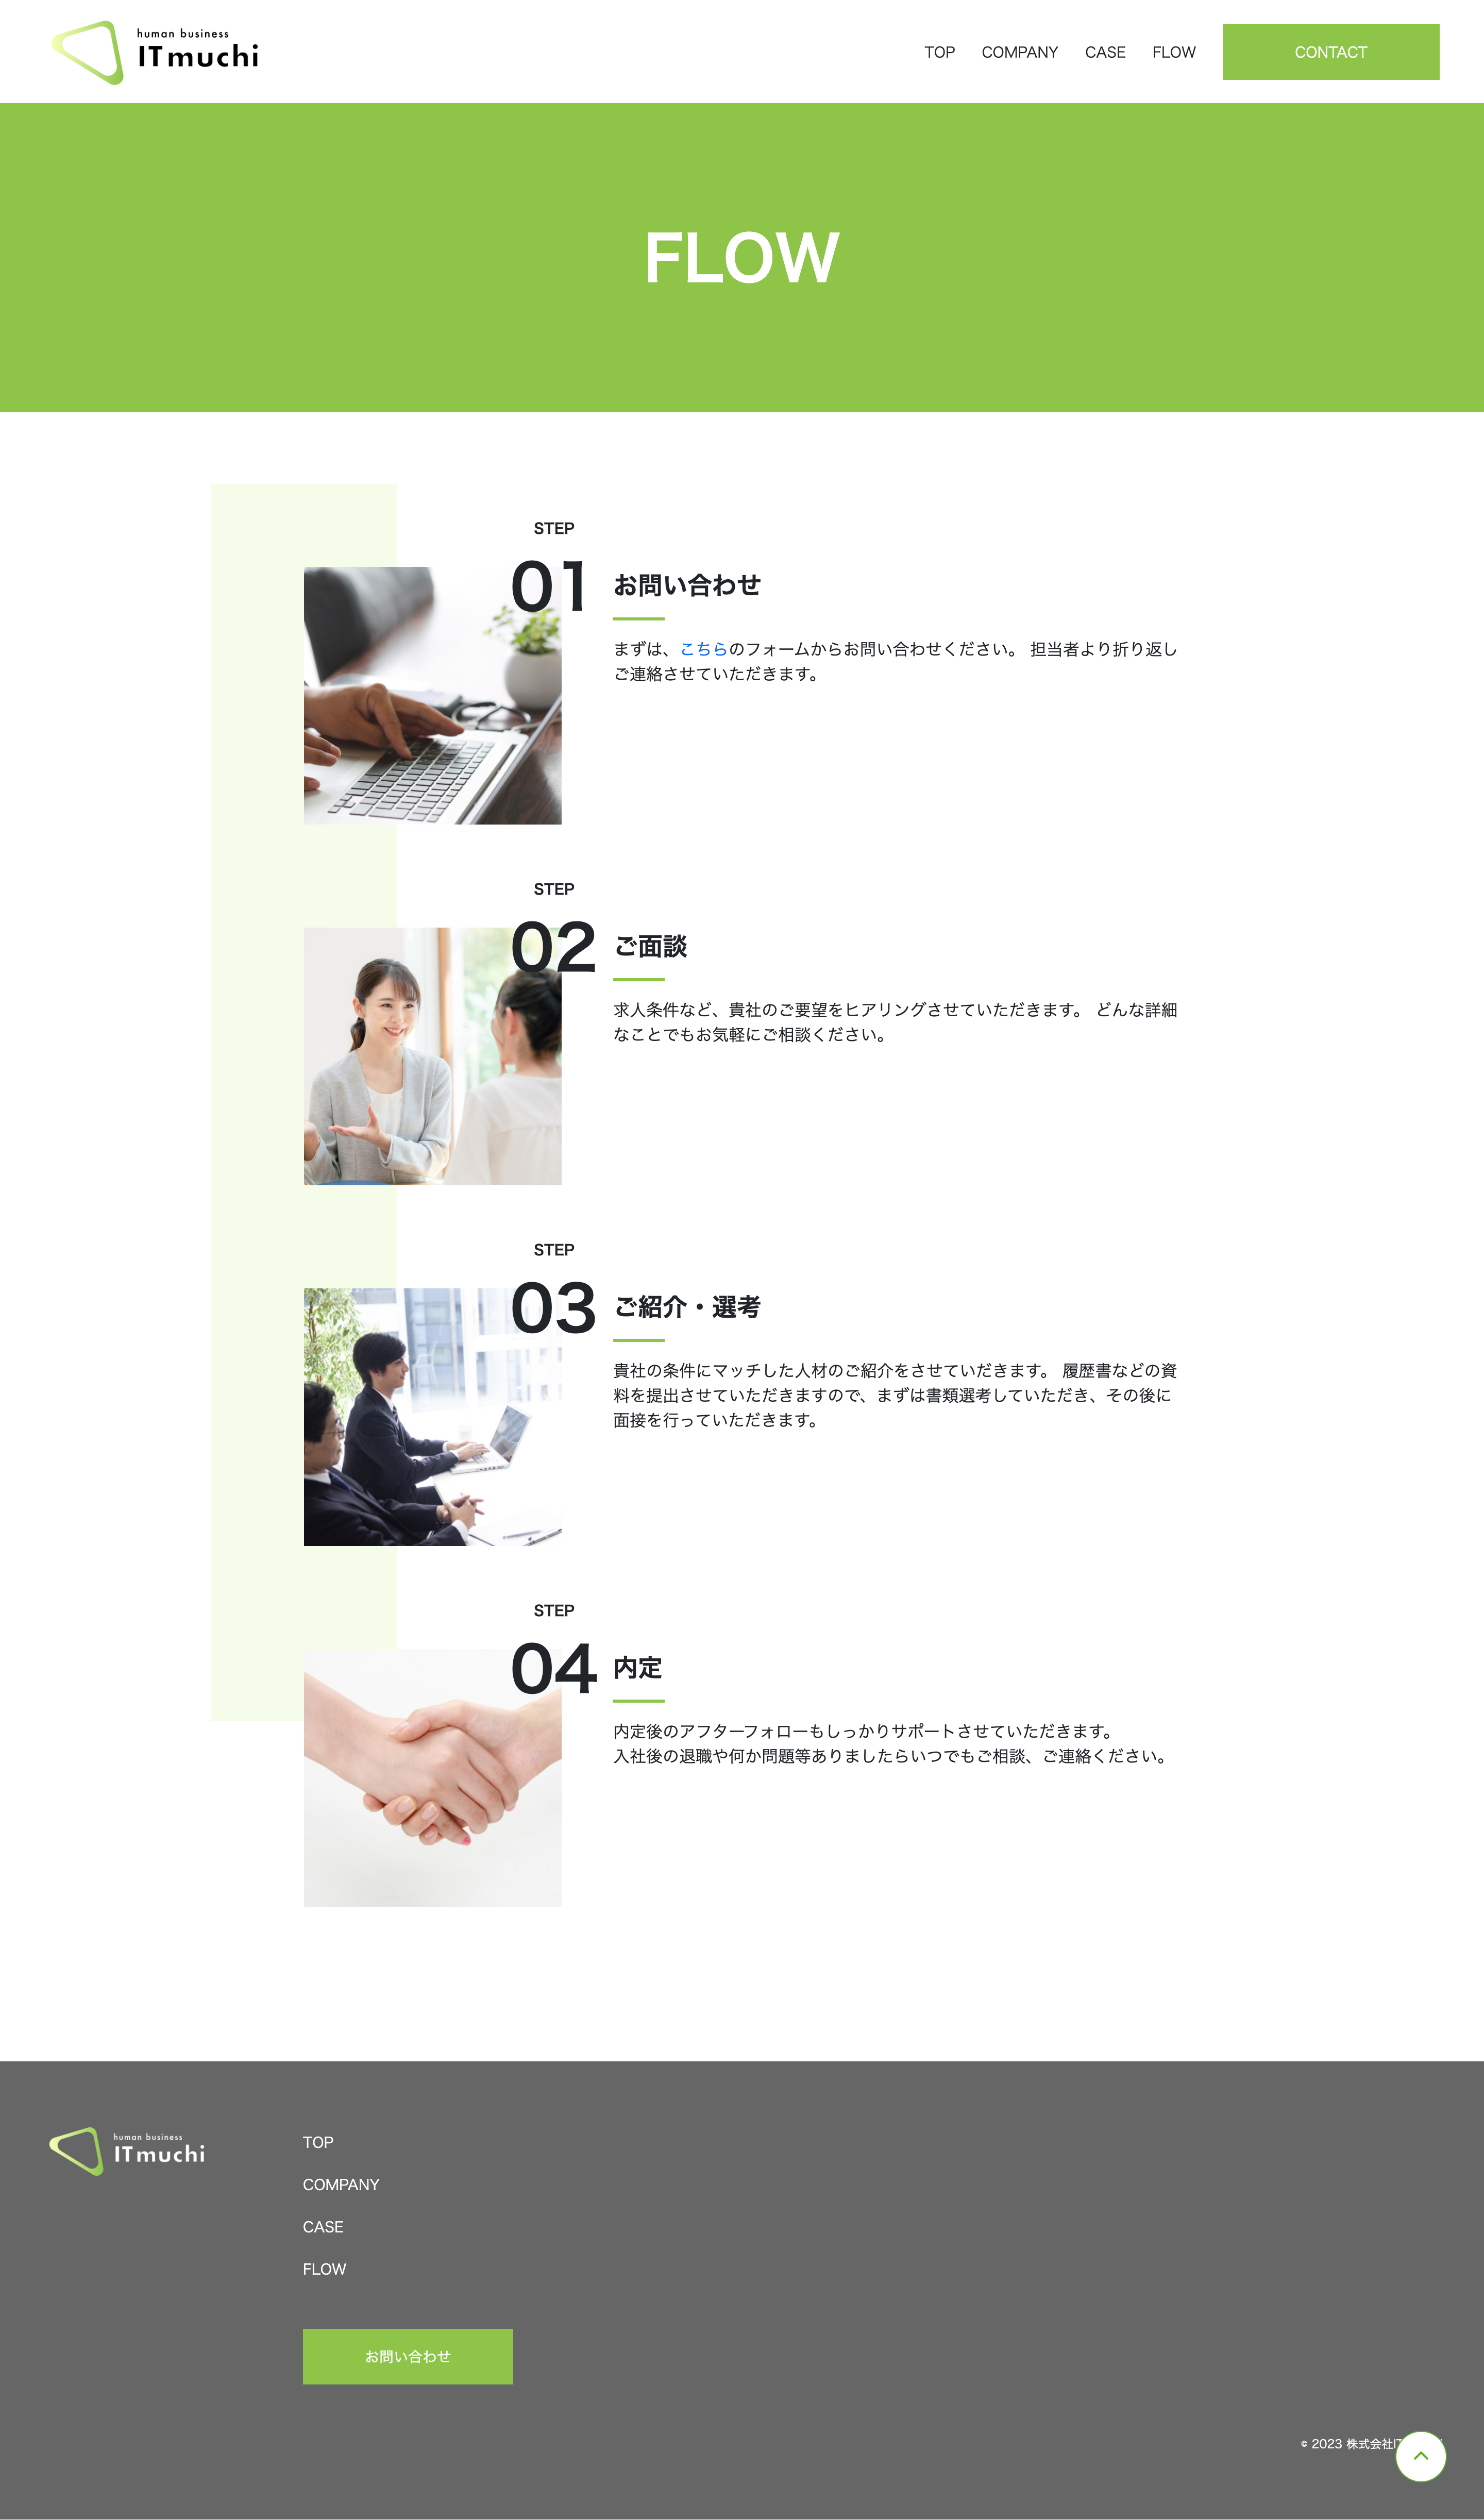 human business
ITmuchi
TOP COMPANY CASE FLOW CONTACT
FLOW
STEP
01
お問い合わせ
まずは、こちらのフォームからお問い合わせください。 担当者より折り返し
ご連絡させていただきます。
STEP
02
ご面談
求人条件など、貴社のご要望をヒアリングさせていただきます。 どんな詳細
なことでもお気軽にご相談ください。
STEP
03
ご紹介・選考
貴社の条件にマッチした人材のご紹介をさせていだきます。 履歴書などの資
料を提出させていただきますので、まずは書類選考していただき、その後に
面接を行っていただきます。
STEP
04
内定
内定後のアフターフォローもしっかりサポートさせていただきます。
入社後の退職や何か問題等ありましたらいつでもご相談、ご連絡ください。
human business
ITmuchi
TOP
COMPANY
CASE
FLOW
お問い合わせ
© 2023 株式会社